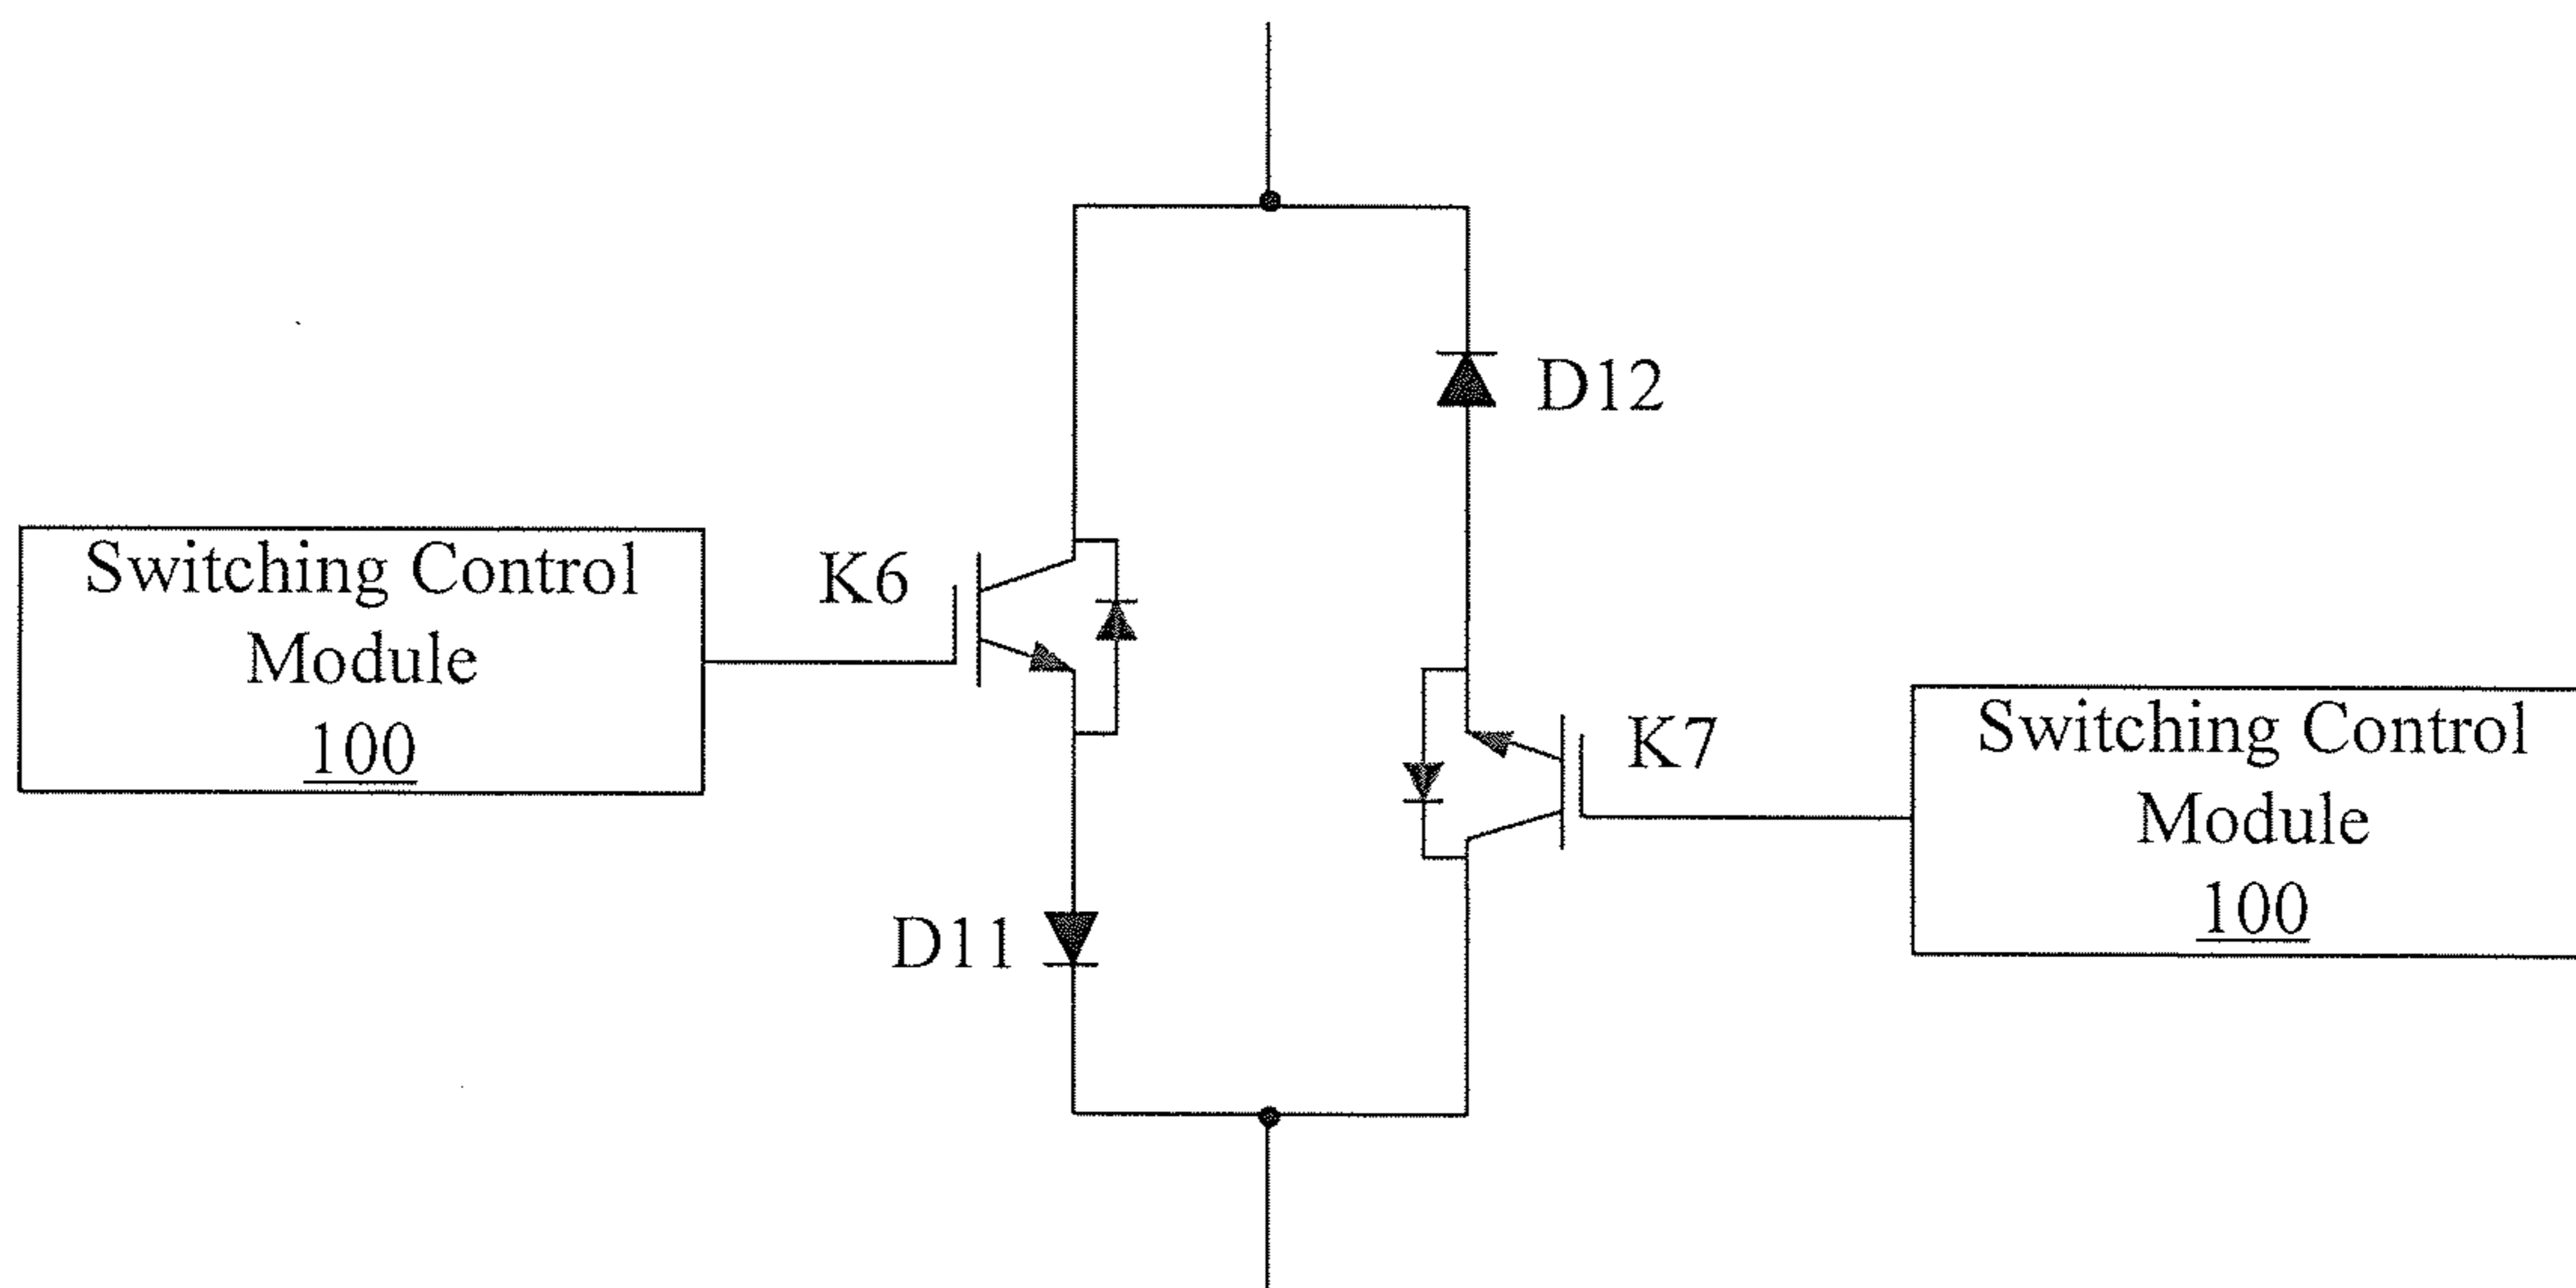 D12
Switching Control
Module
100
K6
Switching Control
Module
100
K7
D11